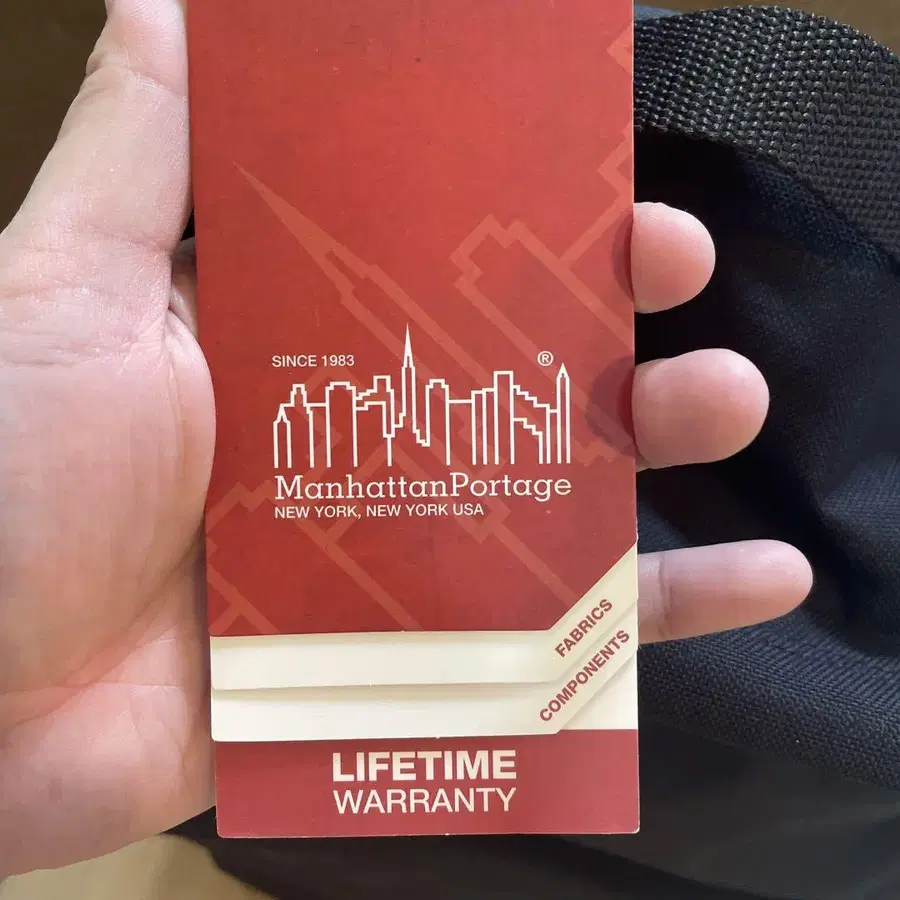 SINCE 1983
®
ManhattanPortage
NEW YORK, NEW YORK USA
FABRICS
COMPONENTS
LIFETIME
WARRANTY